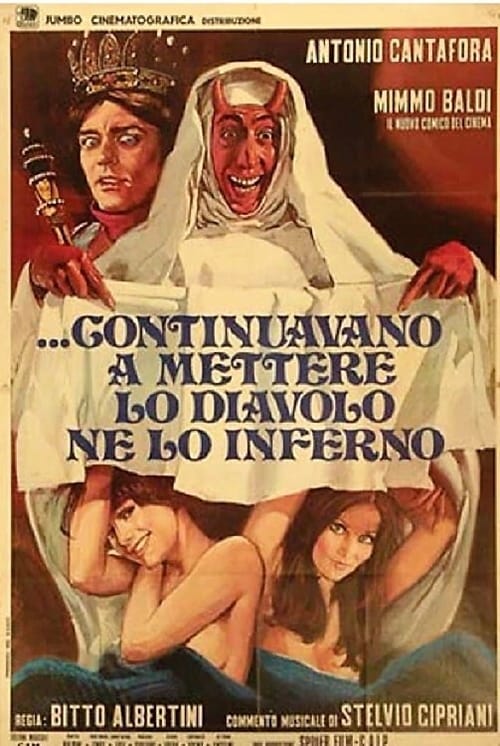 JUMBO CINEMATOGRAFICA DISTRIBUZIONE
ANTONIO CANTAFORA
MIMMO BALDI
IL NUOVO COMICO DEL CINEMA
...CONTINUAVANO
A METTERE
LO DIAVOLO
NE LO INFERNO
REGIA: BITTO ALBERTINI
COMMENTO MUSICALE DI STELVIO CIPRIANI